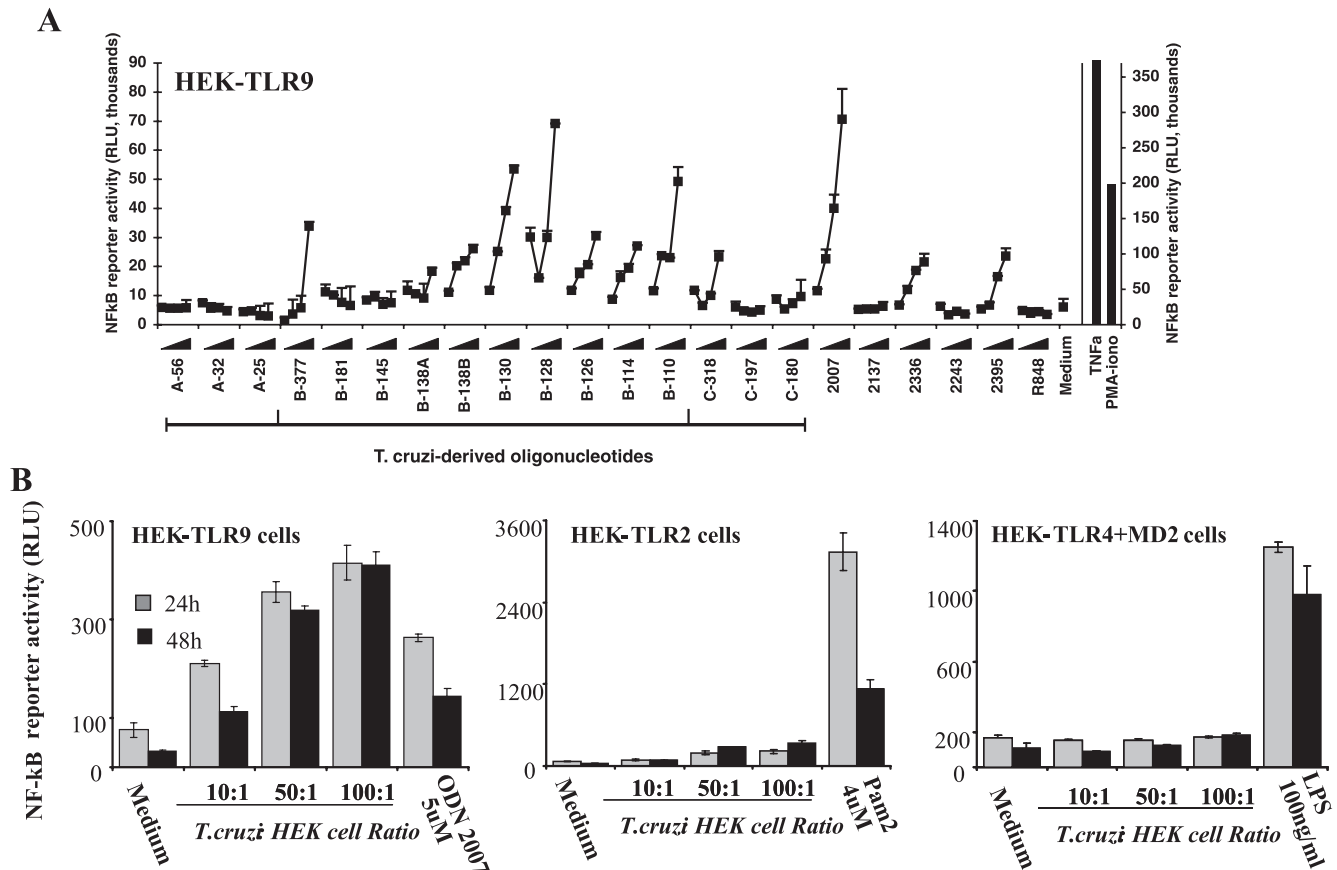 A
HEK-TLR9
NFkB reporter activity (RLU, thousands)
90
80
70
60
50
40
30
20
10
0
350
300
250
200
150
100
50
0
NFkB reporter activity (RLU, thousands)
A-56
A-32
A-25
B-377
B-181
B-145
B-138A
B-138B
B-130
B-128
B-126
B-114
B-110
C-318
C-197
C-180
2007
2137
2336
2243
2395
R848
Medium
TNFa
PMA-iono
T. cruzi-derived oligonucleotides
B
NF-kB reporter activity (RLU)
HEK-TLR9 cells
500
300
100
0
24h
48h
Medium
10:1
50:1
100:1
ODN 2007
5uM
T.cruzi: HEK cell Ratio
HEK-TLR2 cells
3600
2400
1200
0
Medium
10:1
50:1
100:1
Pam2
4uM
T.cruzi: HEK cell Ratio
HEK-TLR4+MD2 cells
1400
1000
600
200
0
Medium
10:1
50:1
100:1
LPS
100ng/ml
T.cruzi: HEK cell Ratio